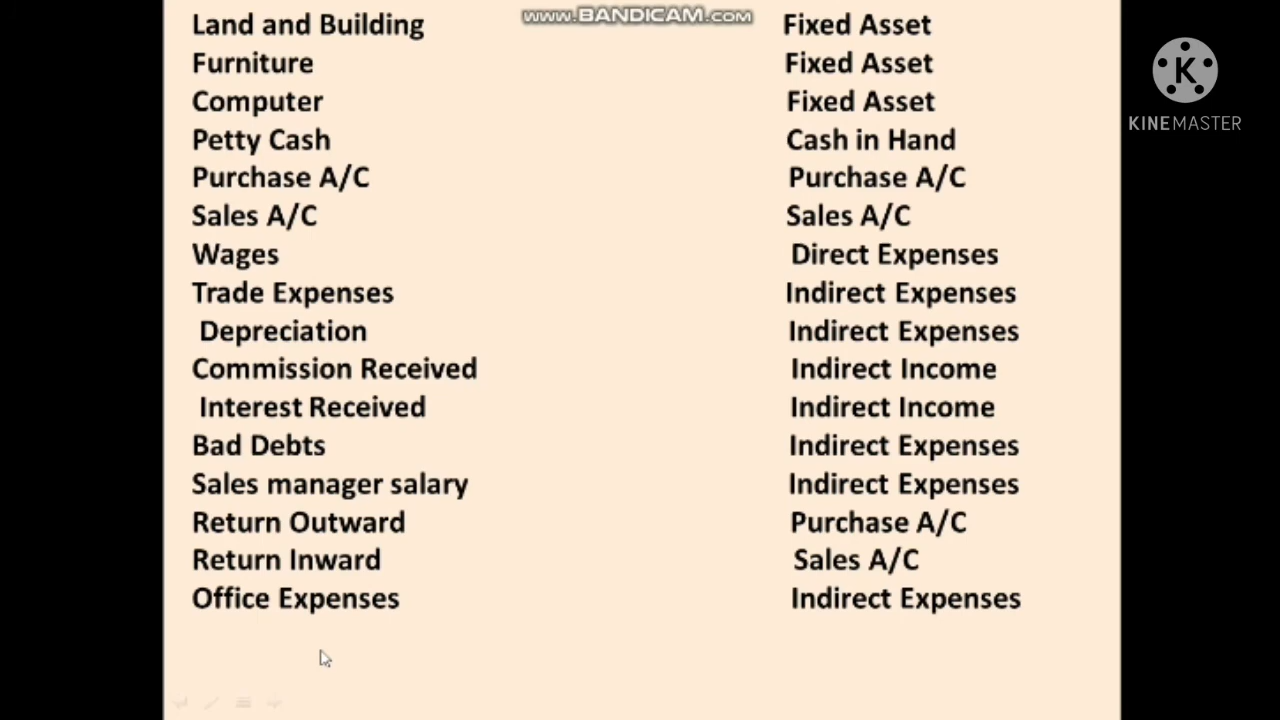 www.BANDICAM.com
Land and Building Fixed Asset
Furniture Fixed Asset
K
Computer Fixed Asset
KINEMASTER
Petty Cash Cash in Hand
Purchase A/C Purchase A/C
Sales A/C Sales A/C
Wages Direct Expenses
Trade Expenses Indirect Expenses
Depreciation Indirect Expenses
Commission Received Indirect Income
Interest Received Indirect Income
Bad Debts Indirect Expenses
Sales manager salary Indirect Expenses
Return Outward Purchase A/C
Return Inward Sales A/C
Office Expenses Indirect Expenses